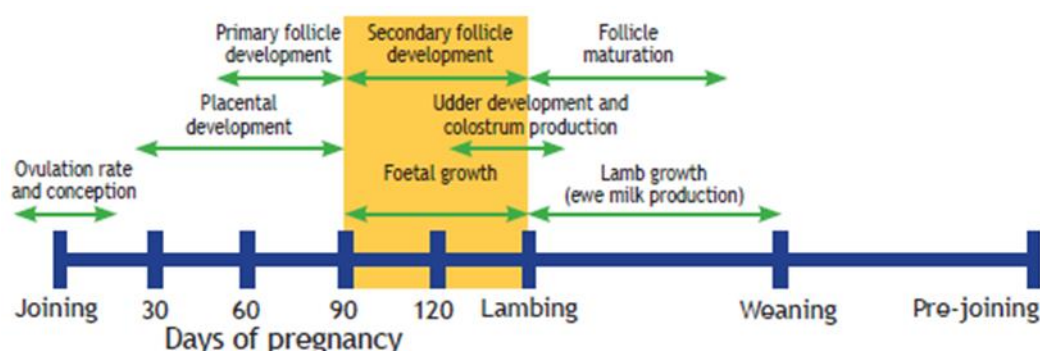 Primary follicle
development
Secondary follicle
development
Follicle
maturation
Placental
development
Udder development and
colostrum production
Ovulation rate
and conception
Foetal growth
Lamb growth
(ewe milk production)
Joining
30
60
90
120
Lambing
Weaning
Pre-joining
Days of pregnancy